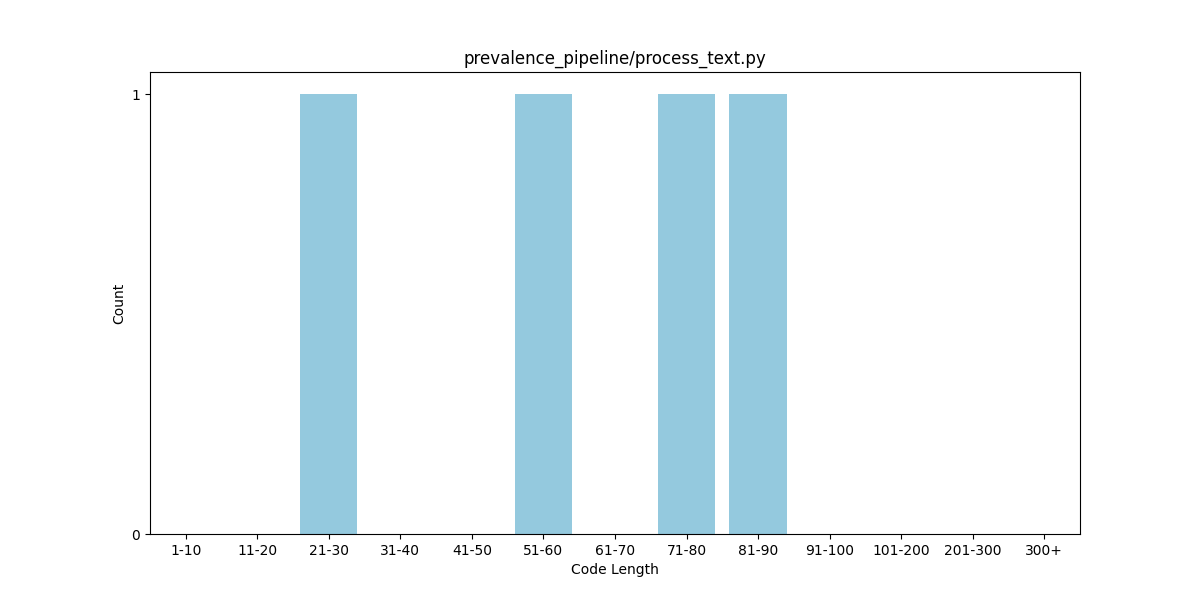 prevalence_pipeline/process_text.py
1
0
Count
1-10 11-20 21-30 31-40 41-50 51-60 61-70 71-80 81-90 91-100 101-200 201-300 300+
Code Length